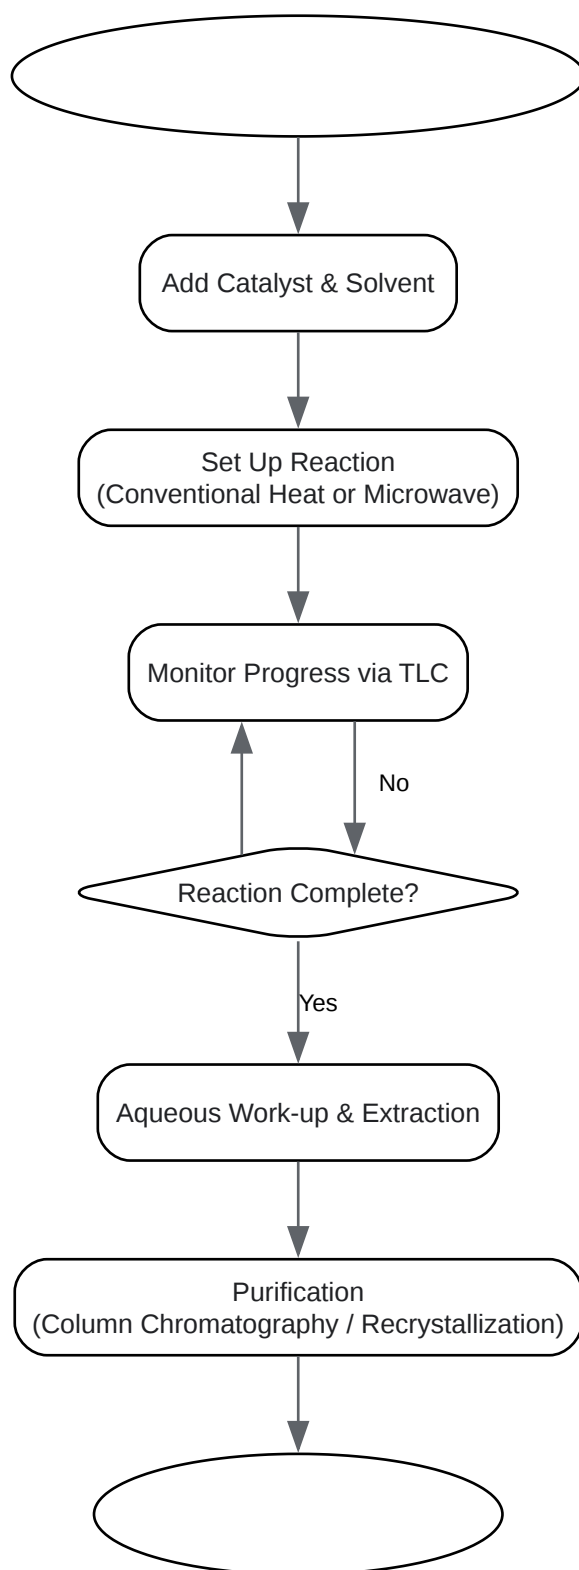 Add Catalyst & Solvent
Set Up Reaction
(Conventional Heat or Microwave)
Monitor Progress via TLC
No
Reaction Complete?
Yes
Aqueous Work-up & Extraction
Purification
(Column Chromatography / Recrystallization)